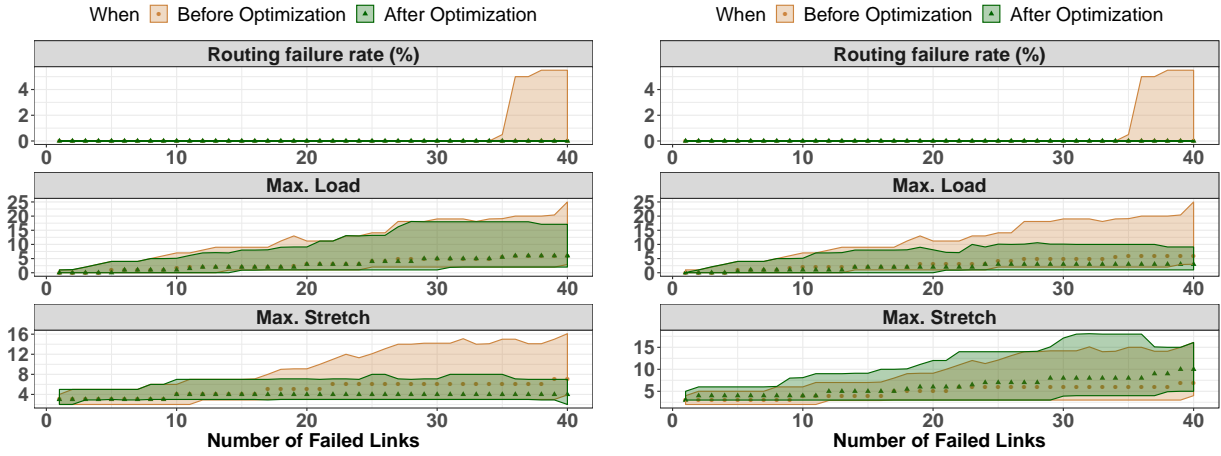 When Before Optimization After Optimization
Routing failure rate (%)
4
2
0
0 10 20 30 40
Max. Load
25
20
15
10
5
0
0 10 20 30 40
Max. Stretch
16
12
8
4
0 10 20 30 40
Number of Failed Links
When Before Optimization After Optimization
Routing failure rate (%)
4
2
0
0 10 20 30 40
Max. Load
25
20
15
10
5
0
0 10 20 30 40
Max. Stretch
15
10
5
0 10 20 30 40
Number of Failed Links